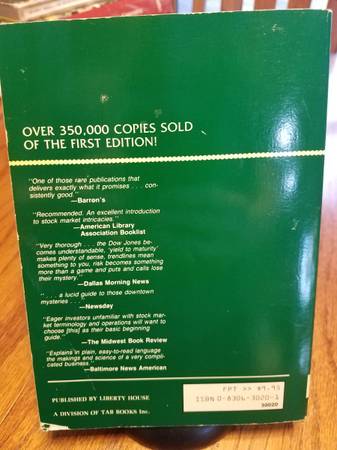 OVER 350,000 COPIES SOLD
OF THE FIRST EDITION!
"One of those rare publications that
delivers exactly what it promises . . . con-
sistently good."
—Barron's
"Recommended. An excellent introduction
to stock market intricacies."
—American Library
Association Booklist
"Very thorough . . . the Dow Jones be-
comes understandable, 'yield to maturity'
makes plenty of sense, trendlines mean
something to you, risk becomes something
more than a game and puts and calls lose
their mystery."
—Dallas Morning News
" . . . a lucid guide to those downtown
mysteries . . ."
—Newsday
"Eager investors unfamiliar with stock mar-
ket terminology and operations will want to
choose [this] as their basic beginning
guide."
—The Midwest Book Review
"Explains in plain, easy-to-read language
the makings and science of a very compli-
cated business."
—Baltimore News American
FPT >> $9.95
ISBN 0-8306-3020-1
30020
PUBLISHED BY LIBERTY HOUSE
A DIVISION OF TAB BOOKS Inc.